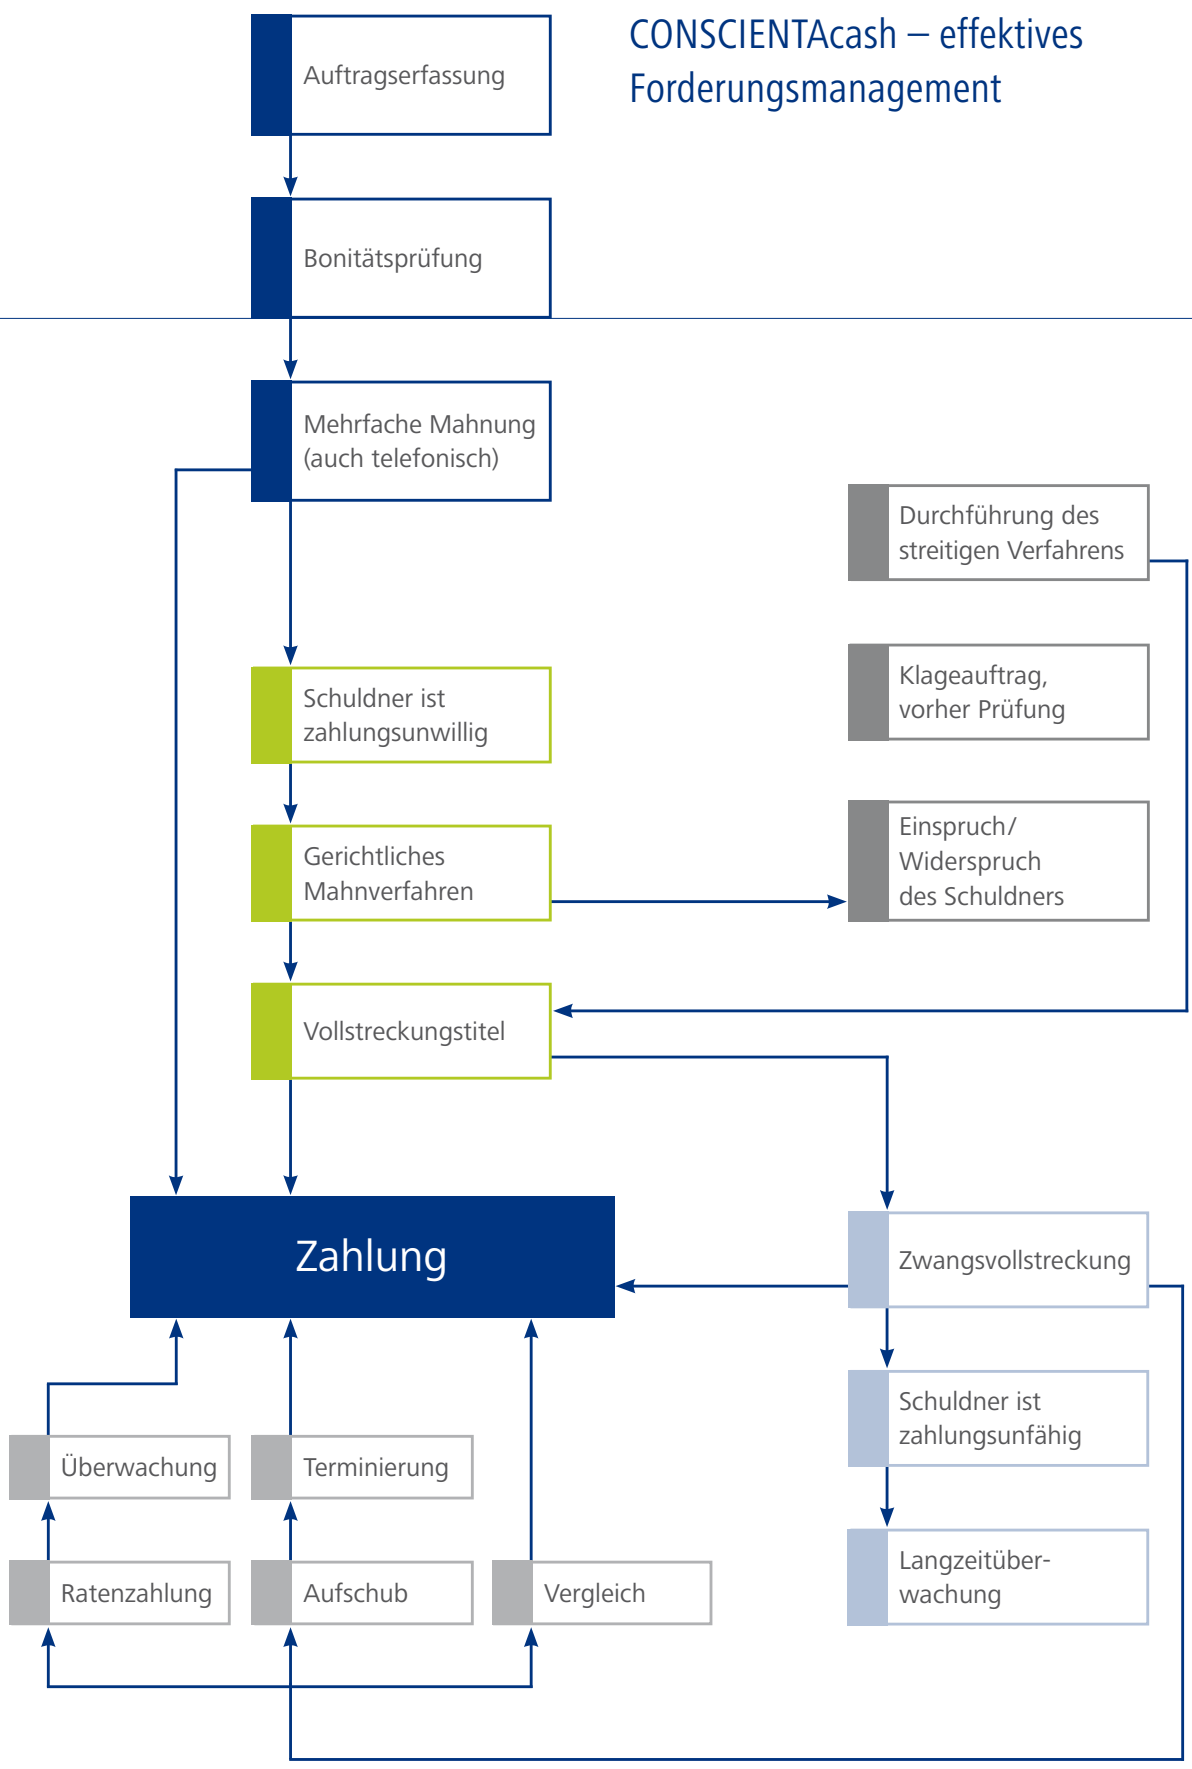 CONSCIENTAcash – effektives
Forderungsmanagement
Auftragserfassung
Bonitätsprüfung
Mehrfache Mahnung
(auch telefonisch)
Durchführung des
streitigen Verfahrens
Klageauftrag,
vorher Prüfung
Schuldner ist
zahlungsunwillig
Gerichtliches
Mahnverfahren
Einspruch/
Widerspruch
des Schuldners
Vollstreckungstitel
Zahlung
Zwangsvollstreckung
Schuldner ist
zahlungsunfähig
Überwachung
Terminierung
Ratenzahlung
Aufschub
Vergleich
Langzeitüber-
wachung